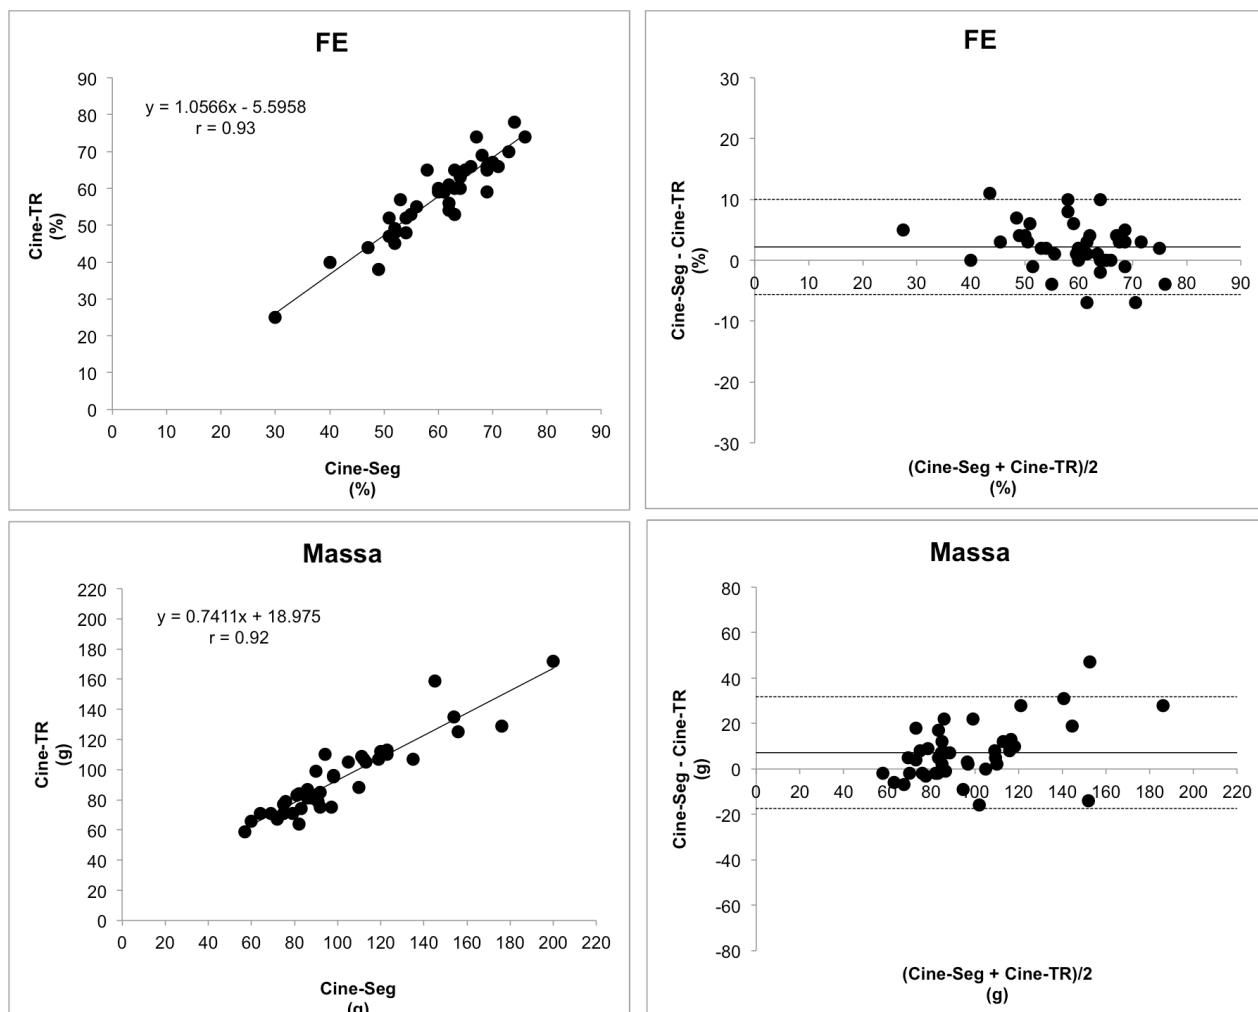 FE
y = 1.0566x - 5.5958
r = 0.93
Cine-TR
(%)
90
80
70
60
50
40
30
20
10
0
0 10 20 30 40 50 60 70 80 90
Cine-Seg
(%)
FE
Cine-Seg - Cine-TR
(%)
30
20
10
0
-10
-20
-30
0 10 20 30 40 50 60 70 80 90
(Cine-Seg + Cine-TR)/2
(%)
Massa
y = 0.7411x + 18.975
r = 0.92
Cine-TR
(g)
220
200
180
160
140
120
100
80
60
40
20
0
0 20 40 60 80 100 120 140 160 180 200 220
Cine-Seg
(g)
Massa
Cine-Seg - Cine-TR
(g)
80
60
40
20
0
-20
-40
-60
-80
0 20 40 60 80 100 120 140 160 180 200 220
(Cine-Seg + Cine-TR)/2
(g)